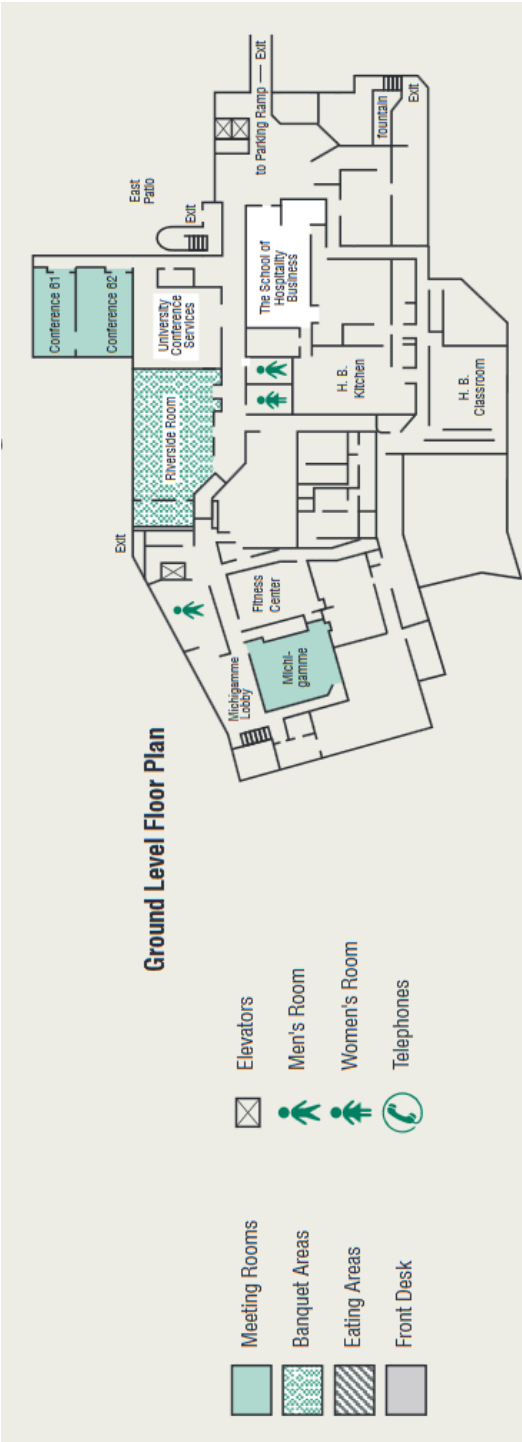 Ground Level Floor Plan
Conference 61
Conference 62
East
Patio
Exit
University
Conference
Services
Riverside Room
Exit
to Parking Ramp — Exit
The School of
Hospitality
Business
fountain
Exit
H. B.
Kitchen
H. B.
Classroom
Fitness
Center
Michigamme
Lobby
Michi-
gamme
Meeting Rooms
Banquet Areas
Eating Areas
Front Desk
Elevators
Men's Room
Women's Room
Telephones